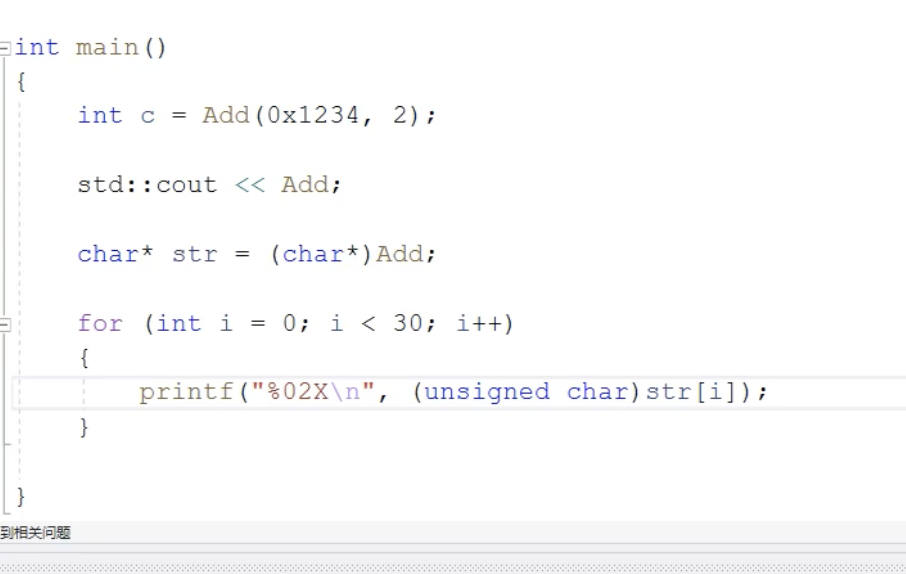 int main()
{
int c = Add(0x1234, 2);
std::cout << Add;
char* str = (char*)Add;
for (int i = 0; i < 30; i++)
{
printf("%02X\n", (unsigned char)str[i]);
}
}
到相关问题